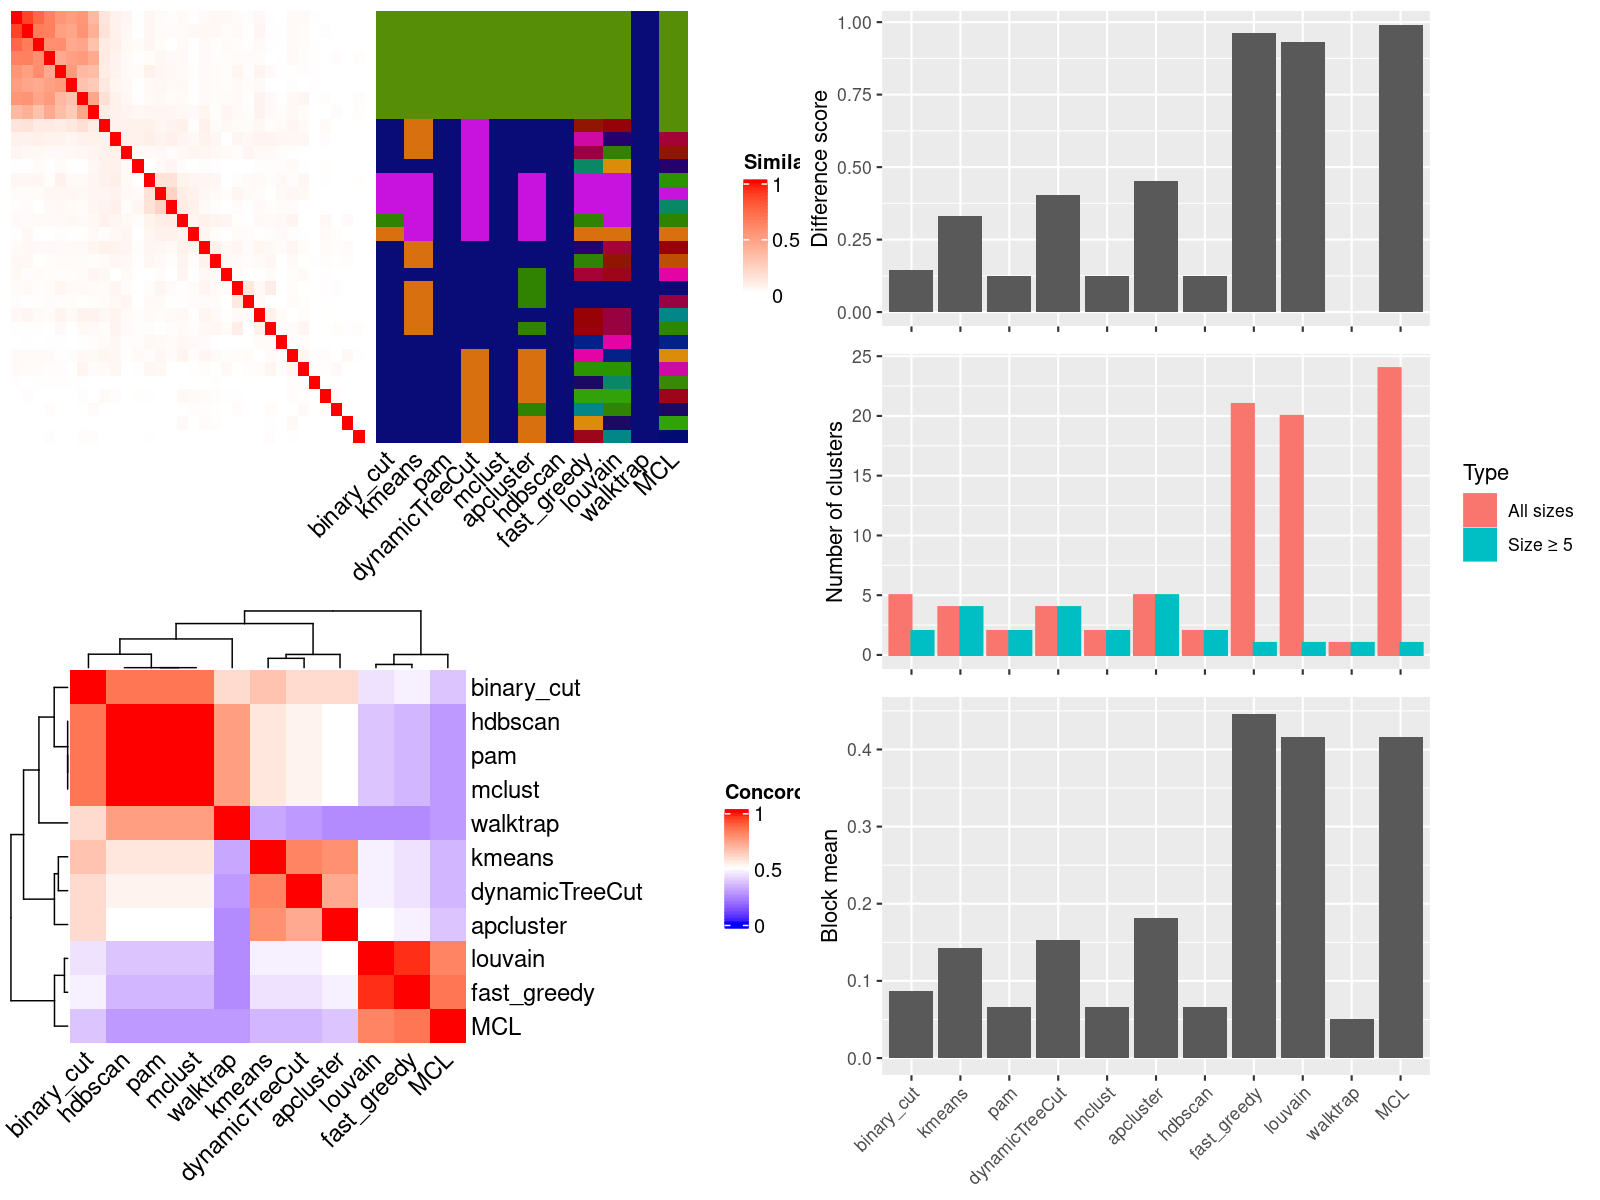 Simila
1
0.5
0
binary_cut
kmeans
pam
dynamicTreeCut
mclust
apcluster
hdbscan
fast_greedy
louvain
walktrap
MCL
binary_cut
hdbscan
pam
mclust
walktrap
kmeans
dynamicTreeCut
apcluster
louvain
fast_greedy
MCL
Concord
1
0.5
0
binary_cut
hdbscan
pam
mclust
walktrap
kmeans
dynamicTreeCut
apcluster
louvain
fast_greedy
MCL
Difference score
1.00
0.75
0.50
0.25
0.00
Number of clusters
25
20
15
10
5
0
Type
All sizes
Size ≥ 5
Block mean
0.4
0.3
0.2
0.1
0.0
binary_cut
kmeans
pam
dynamicTreeCut
mclust
apcluster
hdbscan
fast_greedy
louvain
walktrap
MCL